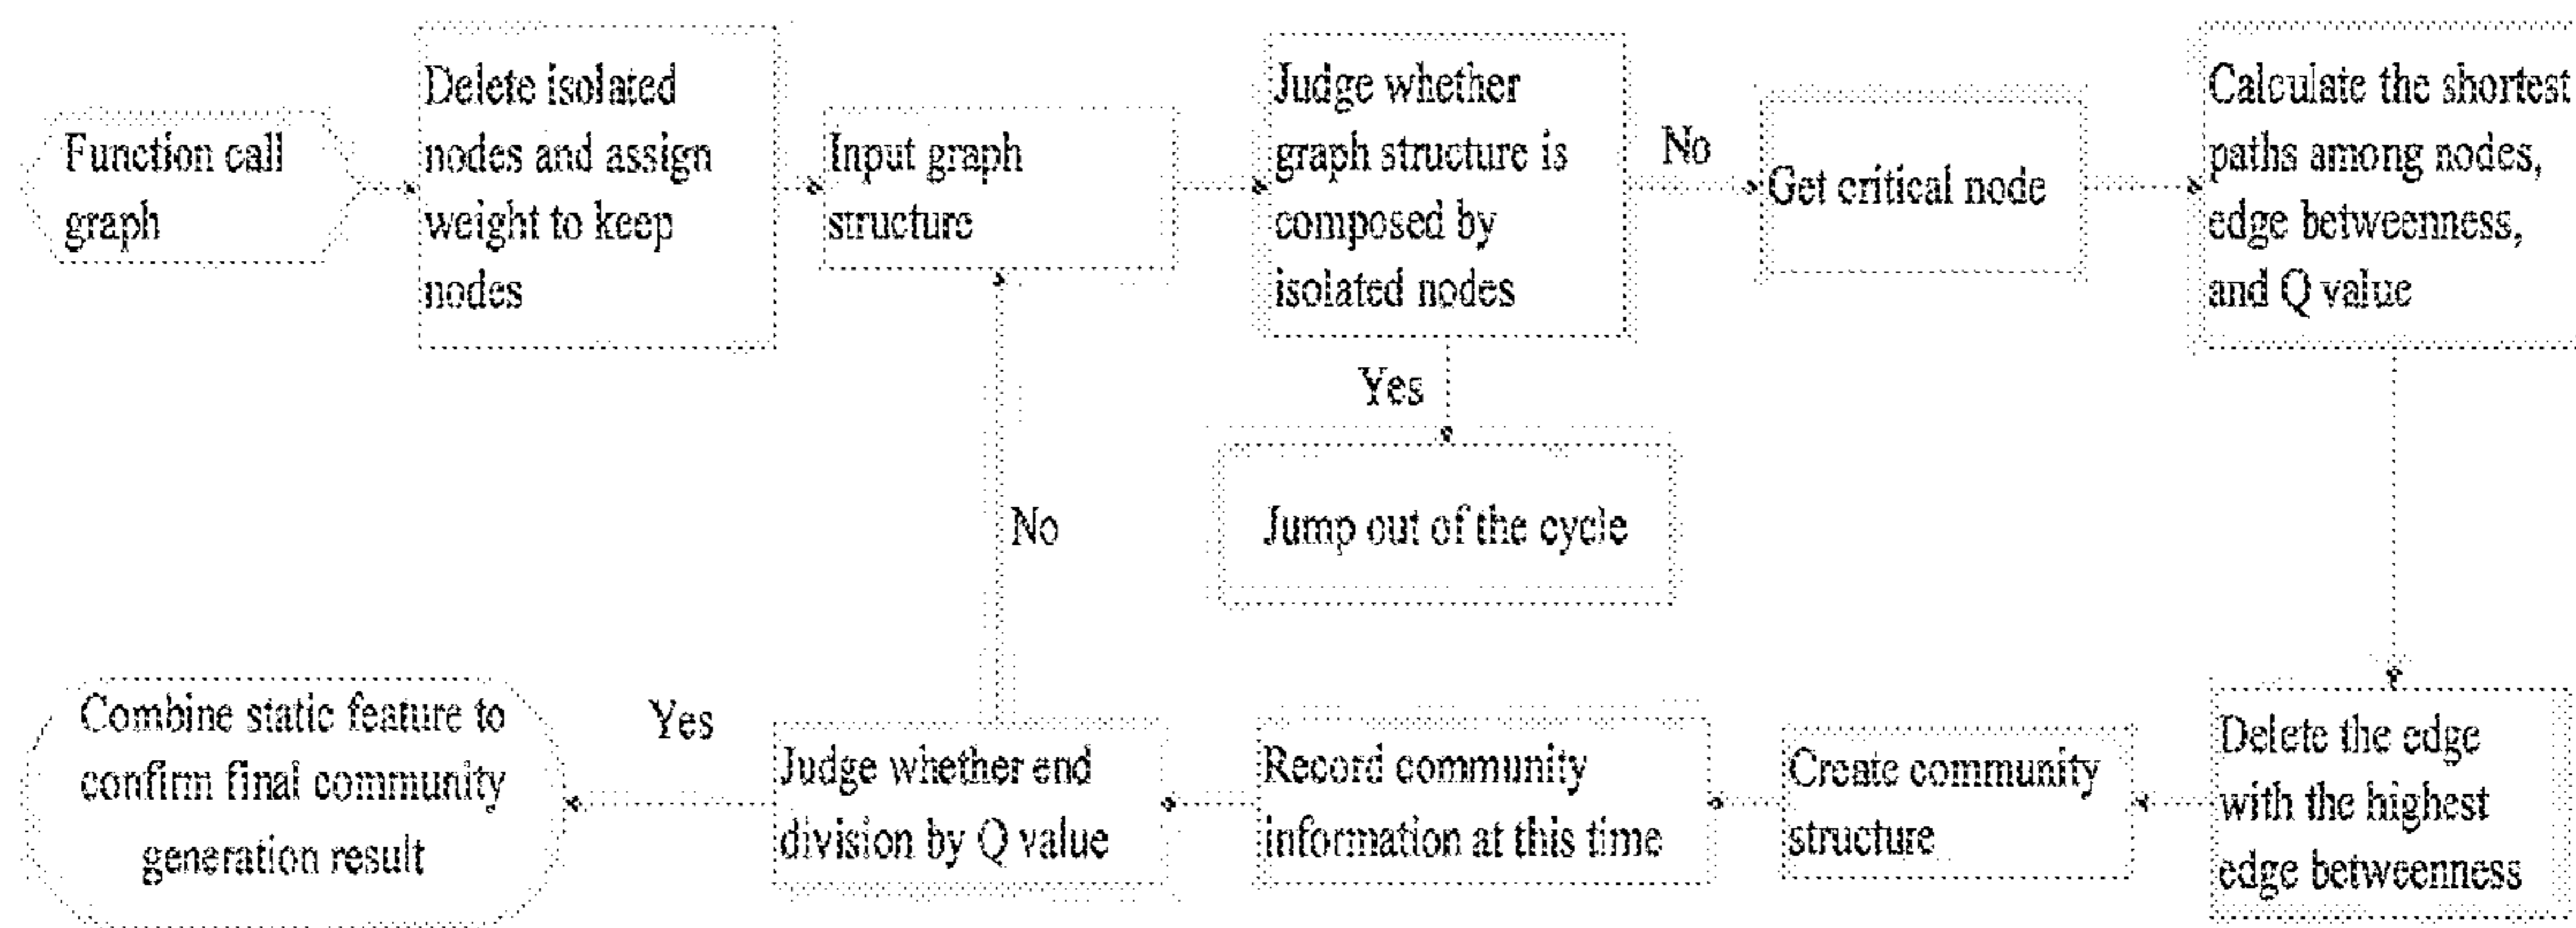 Function call
graph
Delete isolated
nodes and assign
weight to keep
nodes
Input graph
structure
Judge whether
graph structure is
composed by
isolated nodes
No
Get critical node
Calculate the shortest
paths among nodes,
edge betweenness,
and Q value
Yes
Jump out of the cycle
No
Delete the edge
with the highest
edge betweenness
Create community
structure
Record community
information at this time
Judge whether end
division by Q value
Yes
Combine static feature to
confirm final community
generation result